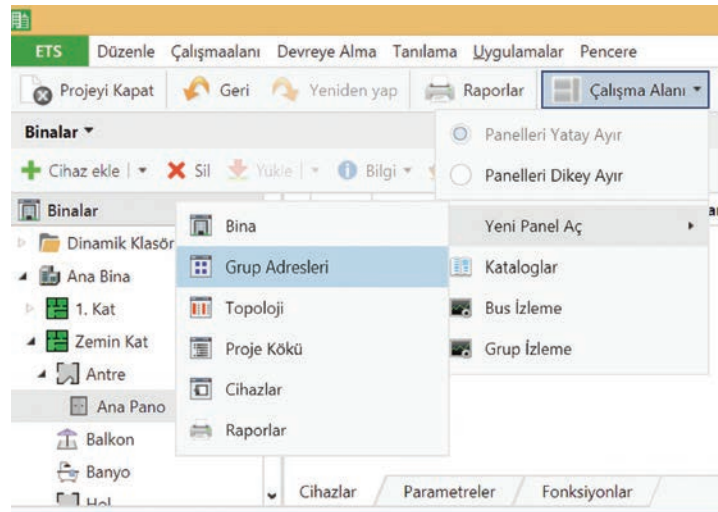 ETS Düzenle Çalışmaalanı Devreye Alma Tanılama Uygulamalar Pencere
Projeyi Kapat Geri Yeniden yap Raporlar Çalışma Alanı
Binalar
Panelleri Yatay Ayır
Cihaz ekle Sil Yükle Bilgi
Panelleri Dikey Ayır
Binalar
Bina
Yeni Panel Aç
Dinamik Klasör
Grup Adresleri
Kataloglar
Ana Bina
1. Kat
Topoloji
Bus İzleme
Zemin Kat
Proje Kökü
Grup İzleme
Antre
Cihazlar
Ana Pano
Raporlar
Balkon
Banyo
Hol
Cihazlar Parametreler Fonksiyonlar